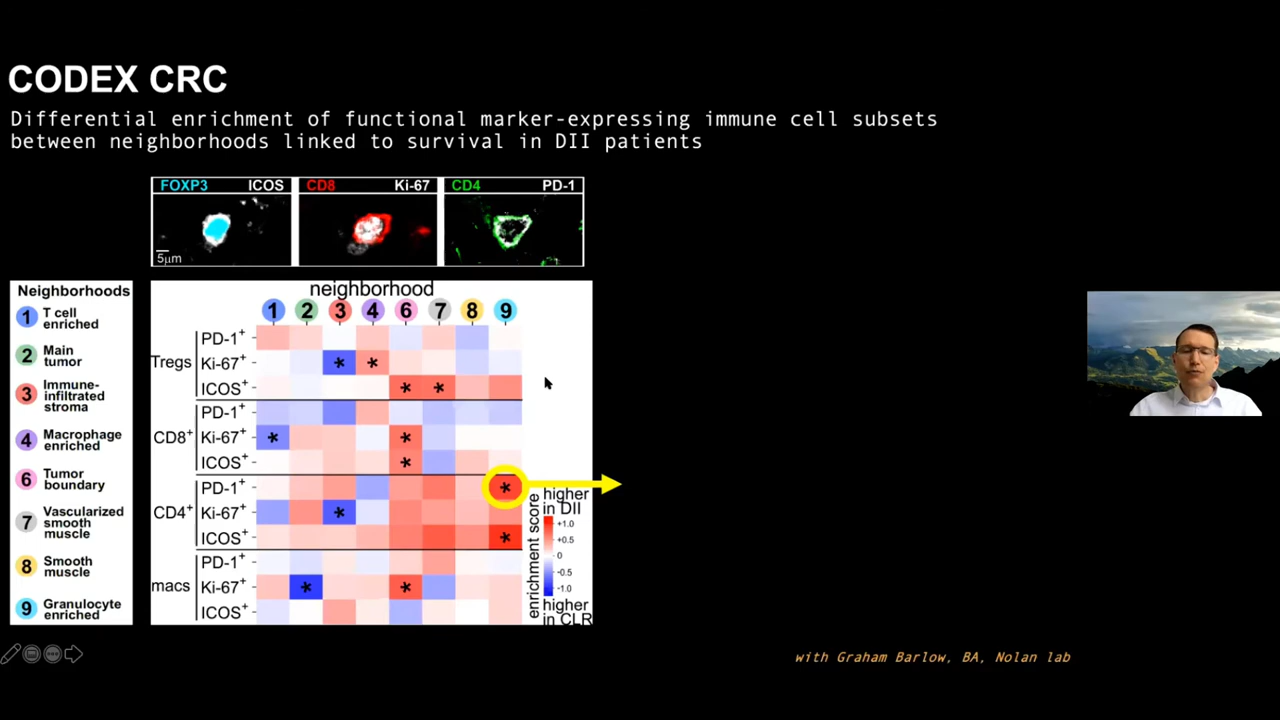 CODEX CRC
Differential enrichment of functional marker-expressing immune cell subsets
between neighborhoods linked to survival in DII patients
FOXP3 ICOS CD8 Ki-67 CD4 PD-1
5μm
Neighborhoods
1 T cell
enriched
2 Main
tumor
3 Immune-
infiltrated
stroma
4 Macrophage
enriched
6 Tumor
boundary
7 Vascularized
smooth
muscle
8 Smooth
muscle
9 Granulocyte
enriched
neighborhood
1 2 3 4 6 7 8 9
Tregs
PD-1+
Ki-67+ * *
ICOS+ * *
CD8+
PD-1+
Ki-67+ * *
ICOS+ *
CD4+
PD-1+ *
Ki-67+ *
ICOS+ *
macs
PD-1+
Ki-67+ * *
ICOS+
enrichment score
higher
in DII
+1.0
+0.5
0
-0.5
-1.0
higher
in CLR
with Graham Barlow, BA, Nolan lab